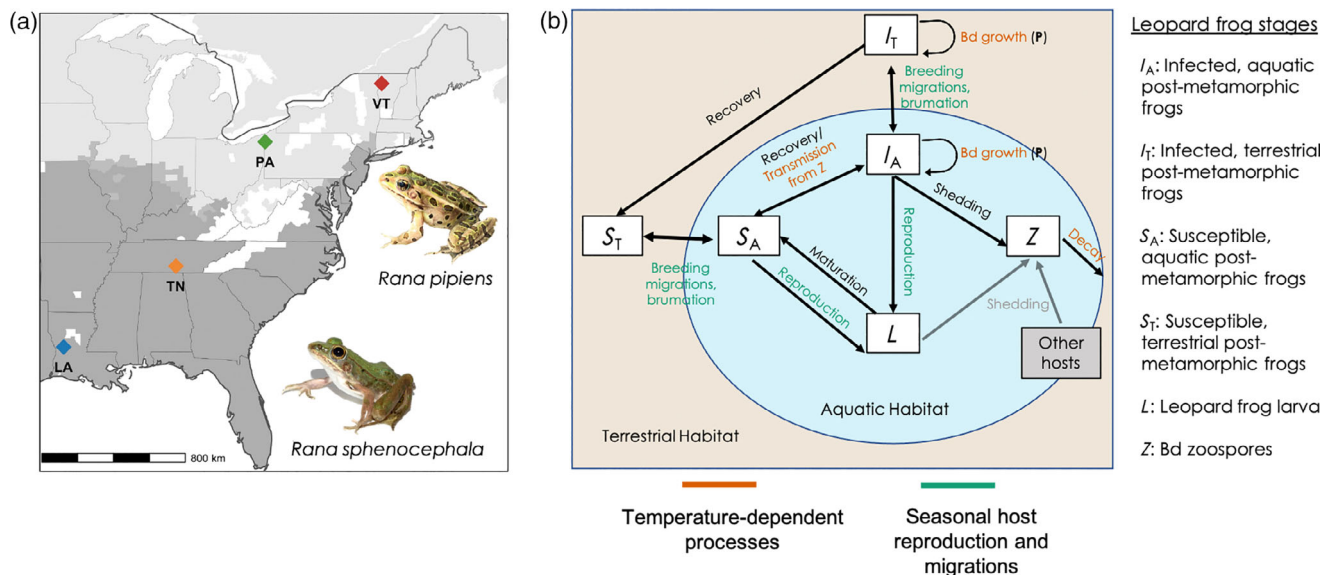 (a)
VT
PA
TN
LA
Rana pipiens
Rana sphenocephala
800 km
(b)
I_T
Bd growth (P)
Breeding
migrations,
brumation
Recovery
Recovery/
Transmission
from Z
I_A
Bd growth (P)
Shedding
S_T
S_A
Z
Decay
Breeding
migrations,
brumation
Maturation
Reproduction
Reproduction
L
Shedding
Other
hosts
Aquatic Habitat
Terrestrial Habitat
Temperature-dependent
processes
Seasonal host
reproduction and
migrations
Leopard frog stages
I_A: Infected, aquatic
post-metamorphic
frogs
I_T: Infected, terrestrial
post-metamorphic
frogs
S_A: Susceptible,
aquatic post-
metamorphic frogs
S_T: Susceptible,
terrestrial post-
metamorphic frogs
L: Leopard frog larva
Z: Bd zoospores